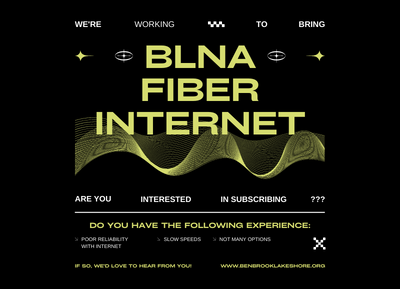 WE'RE WORKING TO BRING
BLNA
FIBER
INTERNET
ARE YOU INTERESTED IN SUBSCRIBING ???
DO YOU HAVE THE FOLLOWING EXPERIENCE:
POOR RELIABILITY SLOW SPEEDS NOT MANY OPTIONS
WITH INTERNET
IF SO, WE'D LOVE TO HEAR FROM YOU! WWW.BENBROOKLAKESHORE.ORG